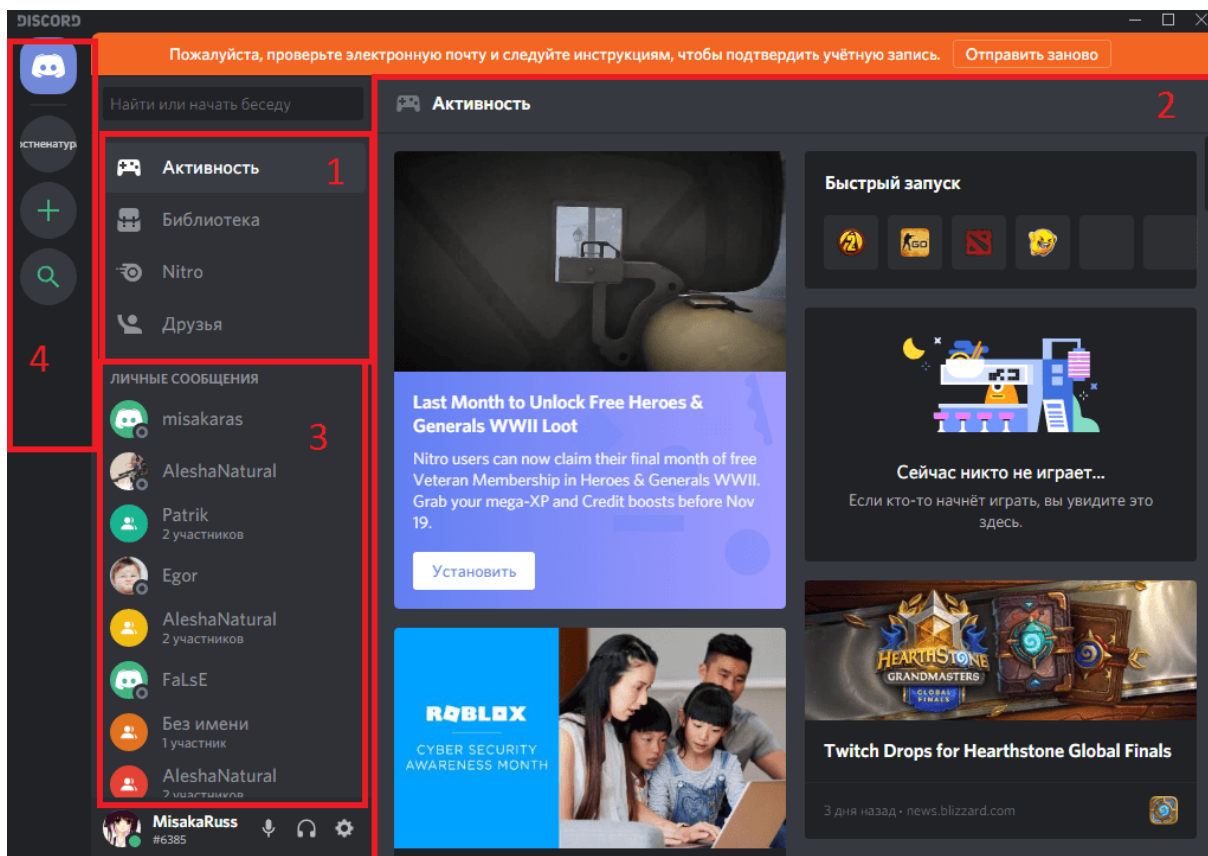 DISCORD
Пожалуйста, проверьте электронную почту и следуйте инструкциям, чтобы подтвердить учётную запись.
Отправить заново
Найти или начать беседу
Активность
2
остненатур
Активность
1
Библиотека
Nitro
Друзья
4
ЛИЧНЫЕ СООБЩЕНИЯ
misakaras
3
AleshaNatural
Patrik
2 участников
Egor
AleshaNatural
2 участников
FaLsE
Без имени
1 участник
AleshaNatural
2 участников
MisakaRuss
#6385
Last Month to Unlock Free Heroes &
Generals WWII Loot
Nitro users can now claim their final month of free
Veteran Membership in Heroes & Generals WWII.
Grab your mega-XP and Credit boosts before Nov
19.
Установить
ROBLOX
CYBER SECURITY
AWARENESS MONTH
Быстрый запуск
GO
Сейчас никто не играет...
Если кто-то начнёт играть, вы увидите это
здесь.
HEARTHSTONE
GRANDMASTERS
GLOBAL
FINALS
Twitch Drops for Hearthstone Global Finals
3 дня назад • news.blizzard.com